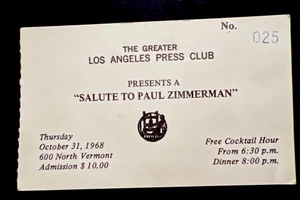 No.
025
THE GREATER
LOS ANGELES PRESS CLUB
PRESENTS A
"SALUTE TO PAUL ZIMMERMAN"
Thursday
October 31, 1968
600 North Vermont
Admission $10.00
Free Cocktail Hour
From 6:30 p.m.
Dinner 8:00 p.m.